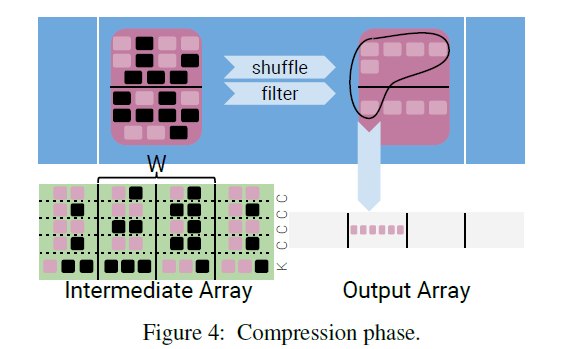 shuffle
filter
W
C
C
C
C
K
Intermediate Array
Output Array
Figure 4: Compression phase.